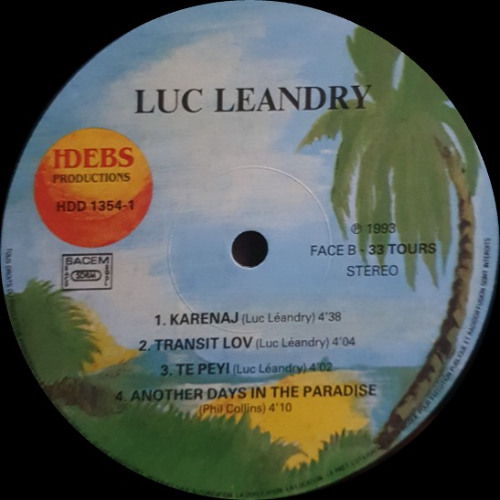 LUC LEANDRY
HDEBS
PRODUCTIONS
HDD 1354-1
℗ 1993
FACE B - 33 TOURS
STEREO
SACEM
SDRM
1. KARENAJ (Luc Léandry) 4'38
2. TRANSIT LOV (Luc Léandry) 4'04
3. TE PEYI (Luc Léandry) 4'02
4. ANOTHER DAYS IN THE PARADISE
(Phil Collins) 4'10